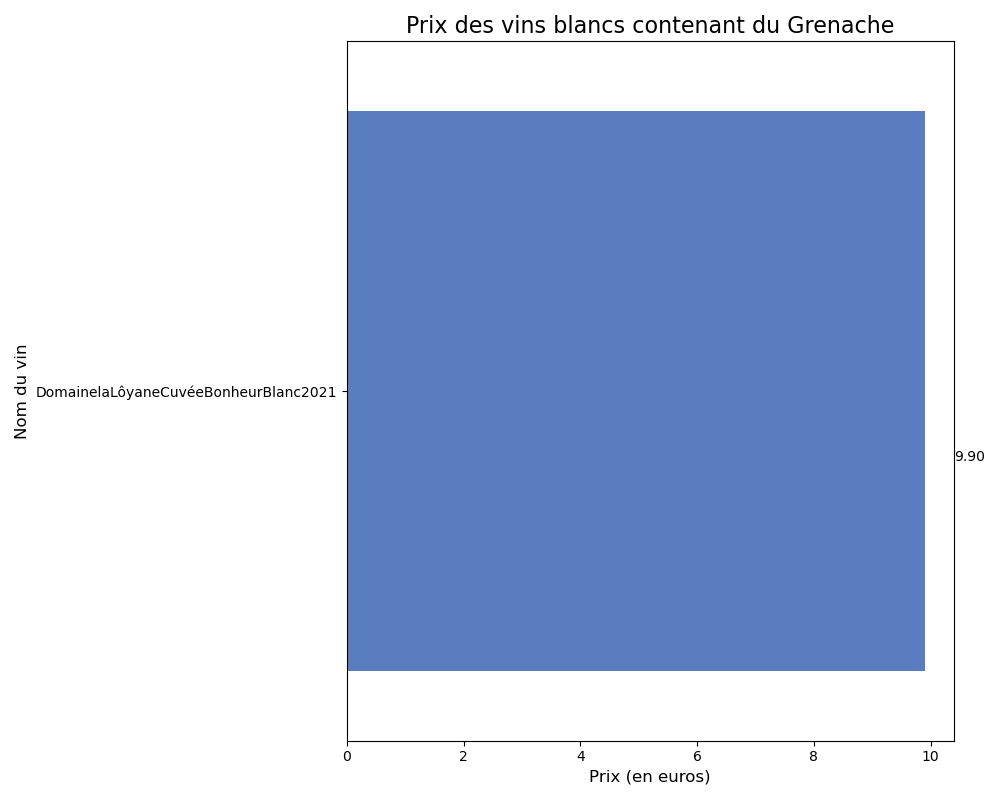 Prix des vins blancs contenant du Grenache
Nom du vin
DomainelaLôyaneCuvéeBonheurBlanc2021
9.90
0 2 4 6 8 10
Prix (en euros)